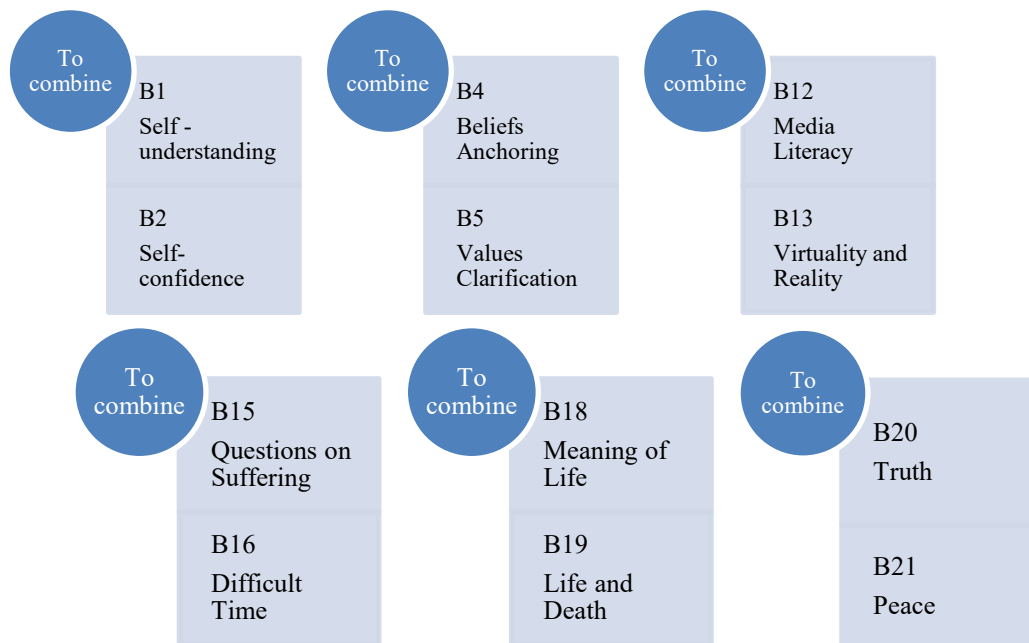 To
combine
B1
Self -
understanding
B2
Self-
confidence
To
combine
B4
Beliefs
Anchoring
B5
Values
Clarification
To
combine
B12
Media
Literacy
B13
Virtuality and
Reality
To
combine
B15
Questions on
Suffering
B16
Difficult
Time
To
combine
B18
Meaning of
Life
B19
Life and
Death
To
combine
B20
Truth
B21
Peace